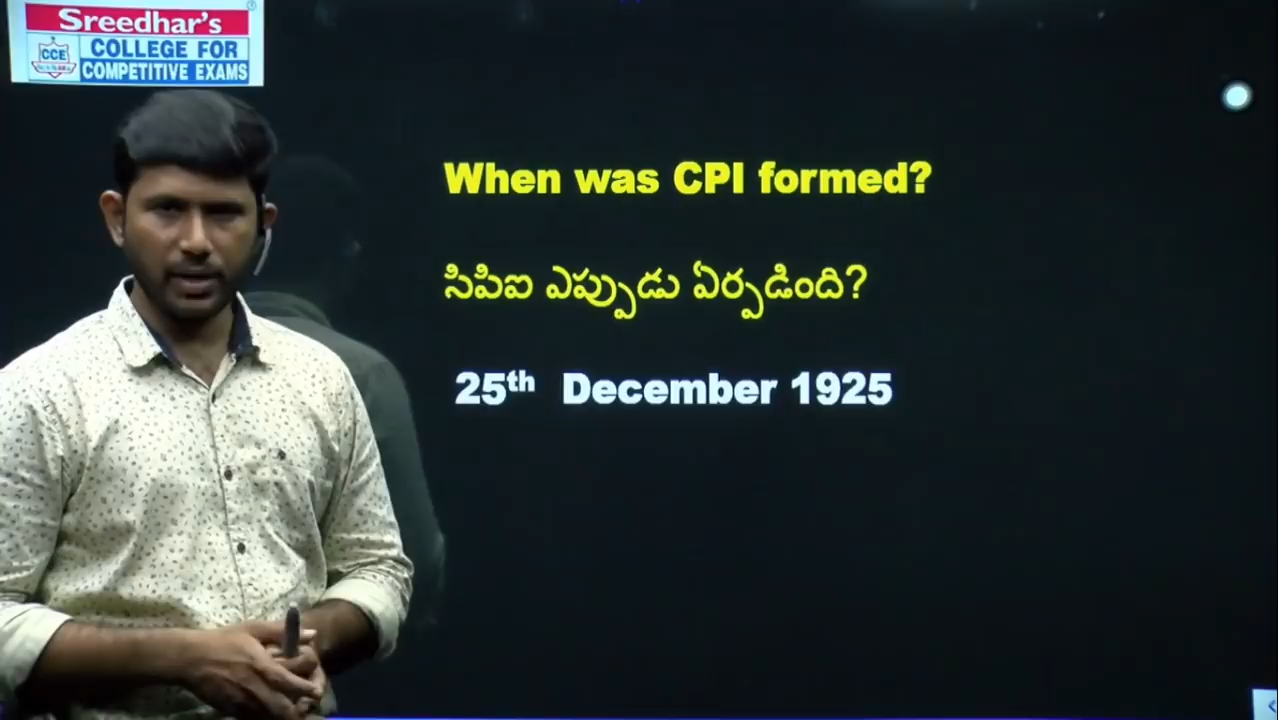 Sreedhar's
CCE
COLLEGE FOR
COMPETITIVE EXAMS
When was CPI formed?
సిపిఐ ఎప్పుడు ఏర్పడింది?
25th December 1925